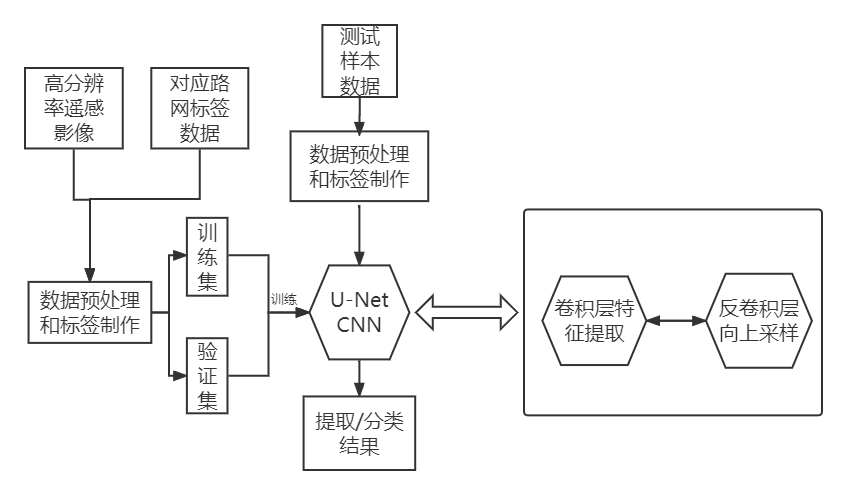 测试
样本
数据
高分辨
率遥感
影像
对应路
网标签
数据
数据预处理
和标签制作
训
练
集
数据预处理
和标签制作
训练
U-Net
CNN
卷积层特
征提取
反卷积层
向上采样
验
证
集
提取/分类
结果